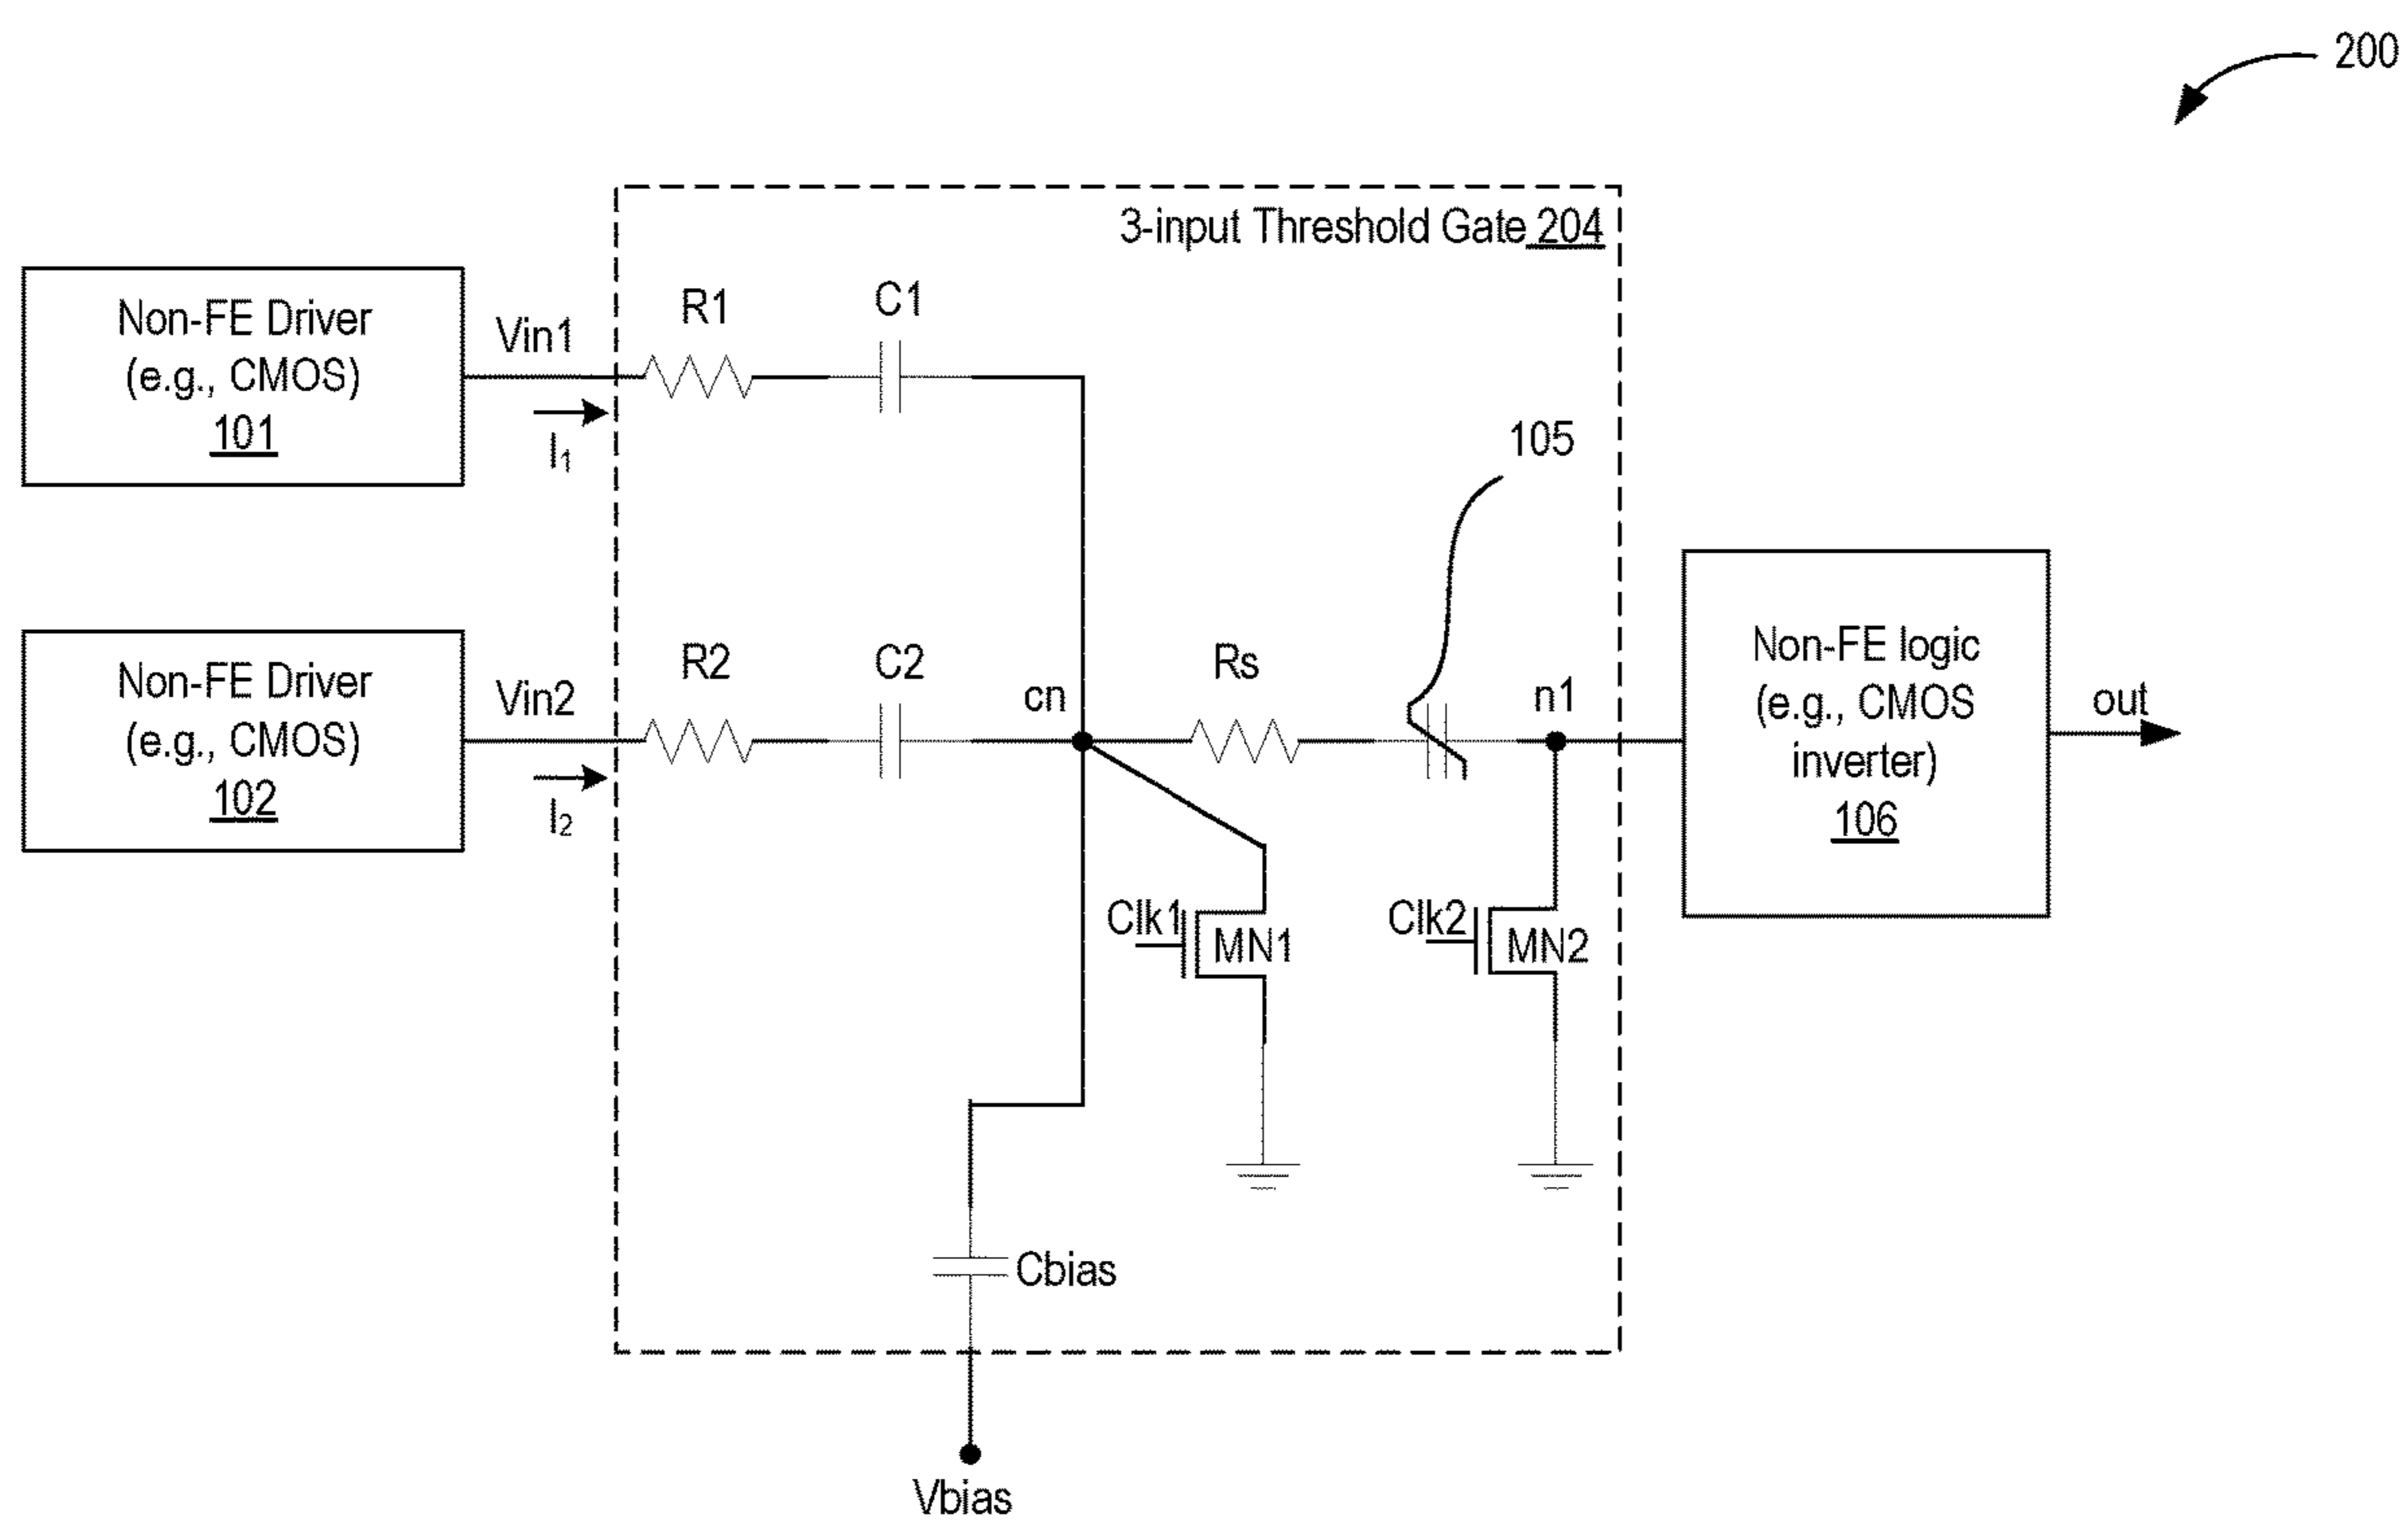 200
3-input Threshold Gate 204
Non-FE Driver
(e.g., CMOS)
101
Vin1
I1
R1
C1
105
Non-FE Driver
(e.g., CMOS)
102
Vin2
I2
R2
C2
cn
Rs
n1
Non-FE logic
(e.g., CMOS
inverter)
106
out
Clk1
MN1
Clk2
MN2
Cbias
Vbias